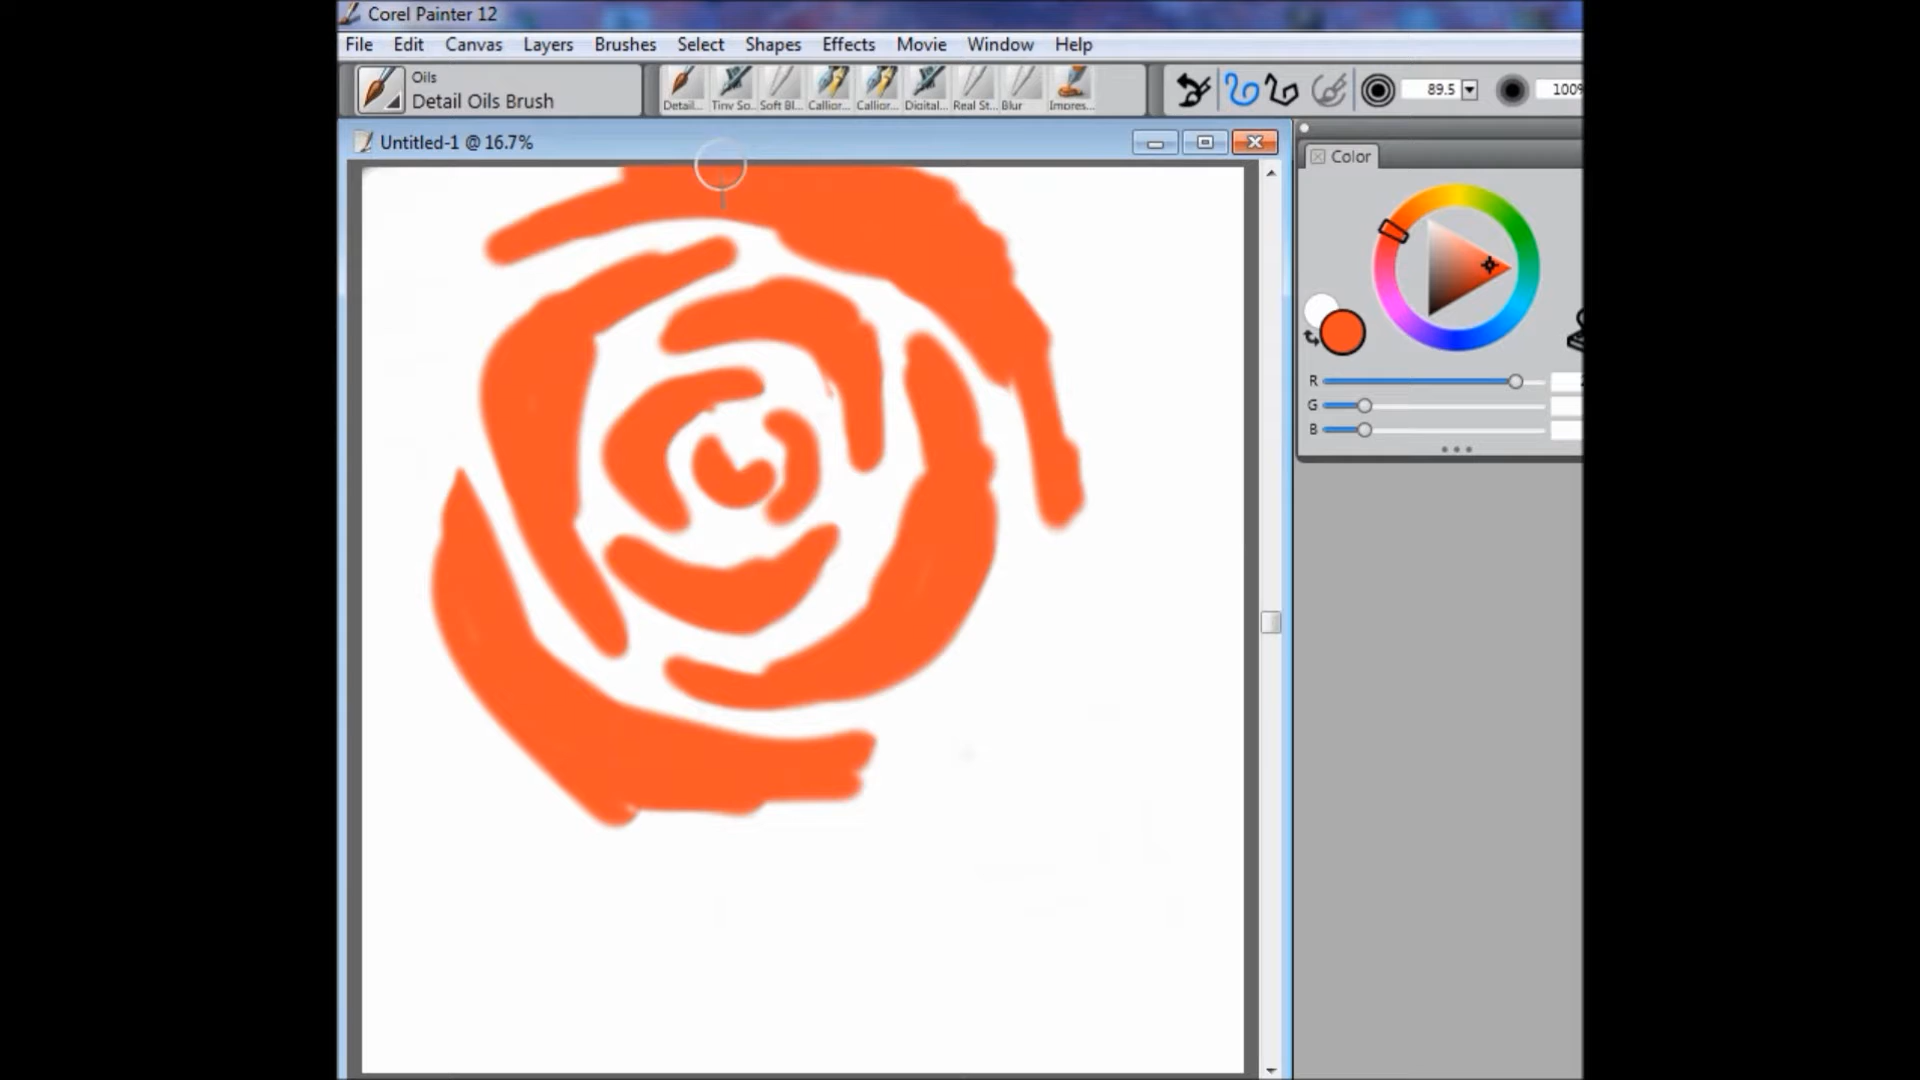 Corel Painter 12
File Edit Canvas Layers Brushes Select Shapes Effects Movie Window Help
Oils
Detail Oils Brush
Detail... Tiny So... Soft Bl... Calligr... Calligr... Digital... Real St... Blur Impres...
89.5
100%
Untitled-1 @ 16.7%
Color
R
G
B